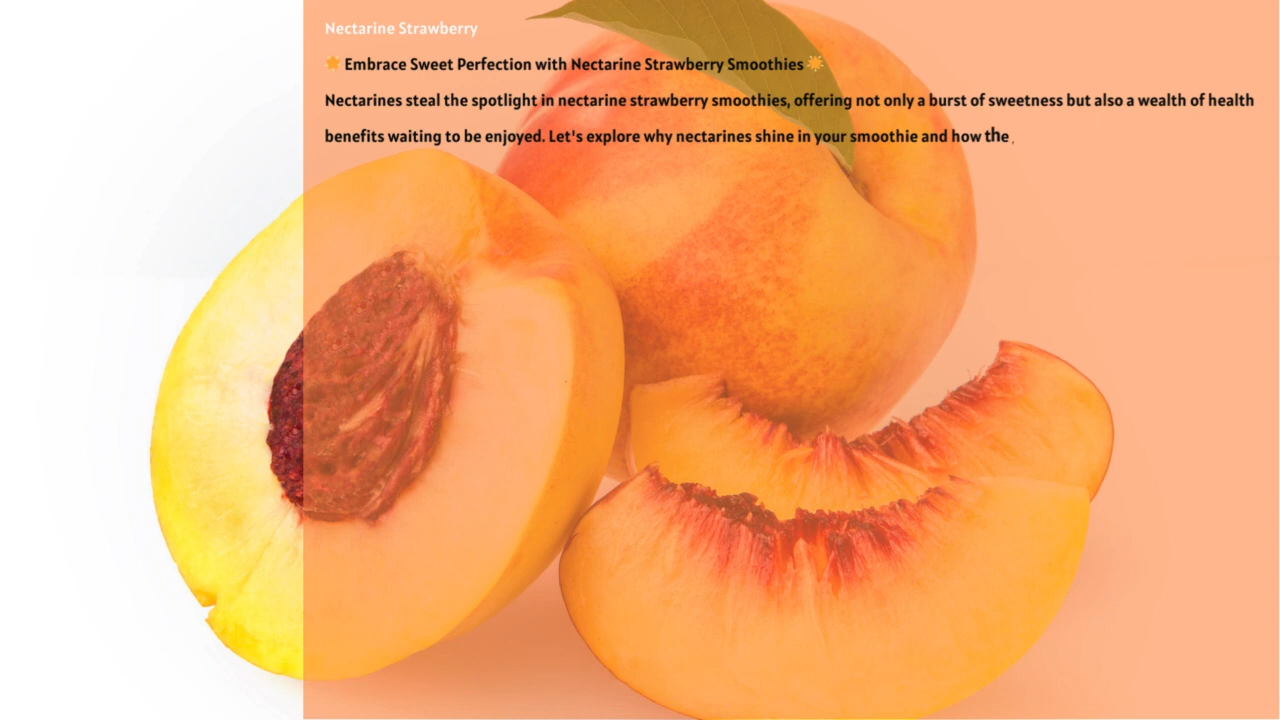 Nectarine Strawberry
🌟 Embrace Sweet Perfection with Nectarine Strawberry Smoothies 🌟
Nectarines steal the spotlight in nectarine strawberry smoothies, offering not only a burst of sweetness but also a wealth of health
benefits waiting to be enjoyed. Let's explore why nectarines shine in your smoothie and how the